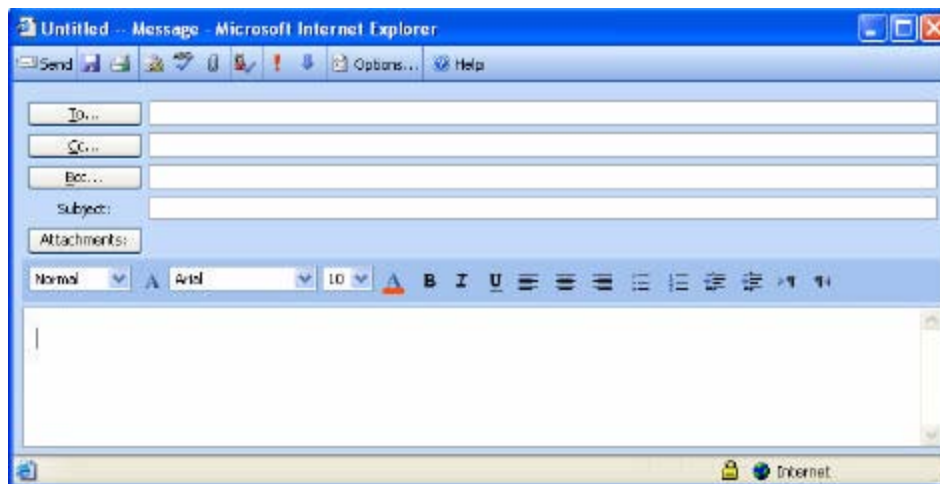 Untitled -- Message - Microsoft Internet Explorer
Send Options... Help
To...
Cc...
Bcc...
Subject:
Attachments:
Normal A Arial 10 A B I U
Internet